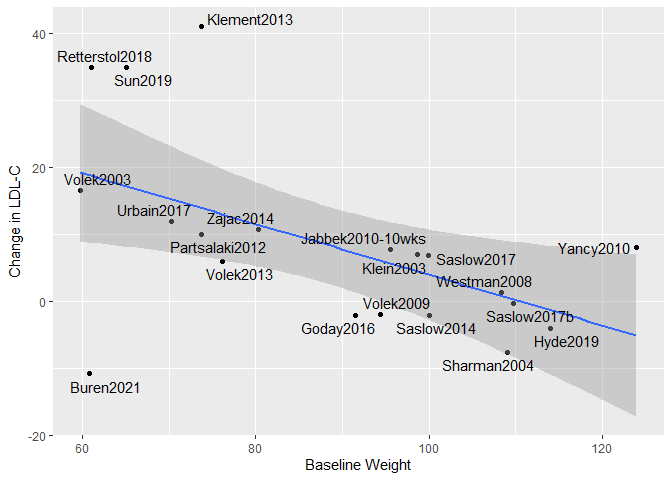 40
20
0
-20
Change in LDL-C
Klement2013
Retterstol2018
Sun2019
Volek2003
Urbain2017
Zajac2014
Jabbek2010-10wks
Partsalaki2012
Yancy2010
Saslow2017
Klein2003
Volek2013
Westman2008
Volek2009
Saslow2017b
Goday2016
Saslow2014
Hyde2019
Sharman2004
Buren2021
60
80
100
120
Baseline Weight